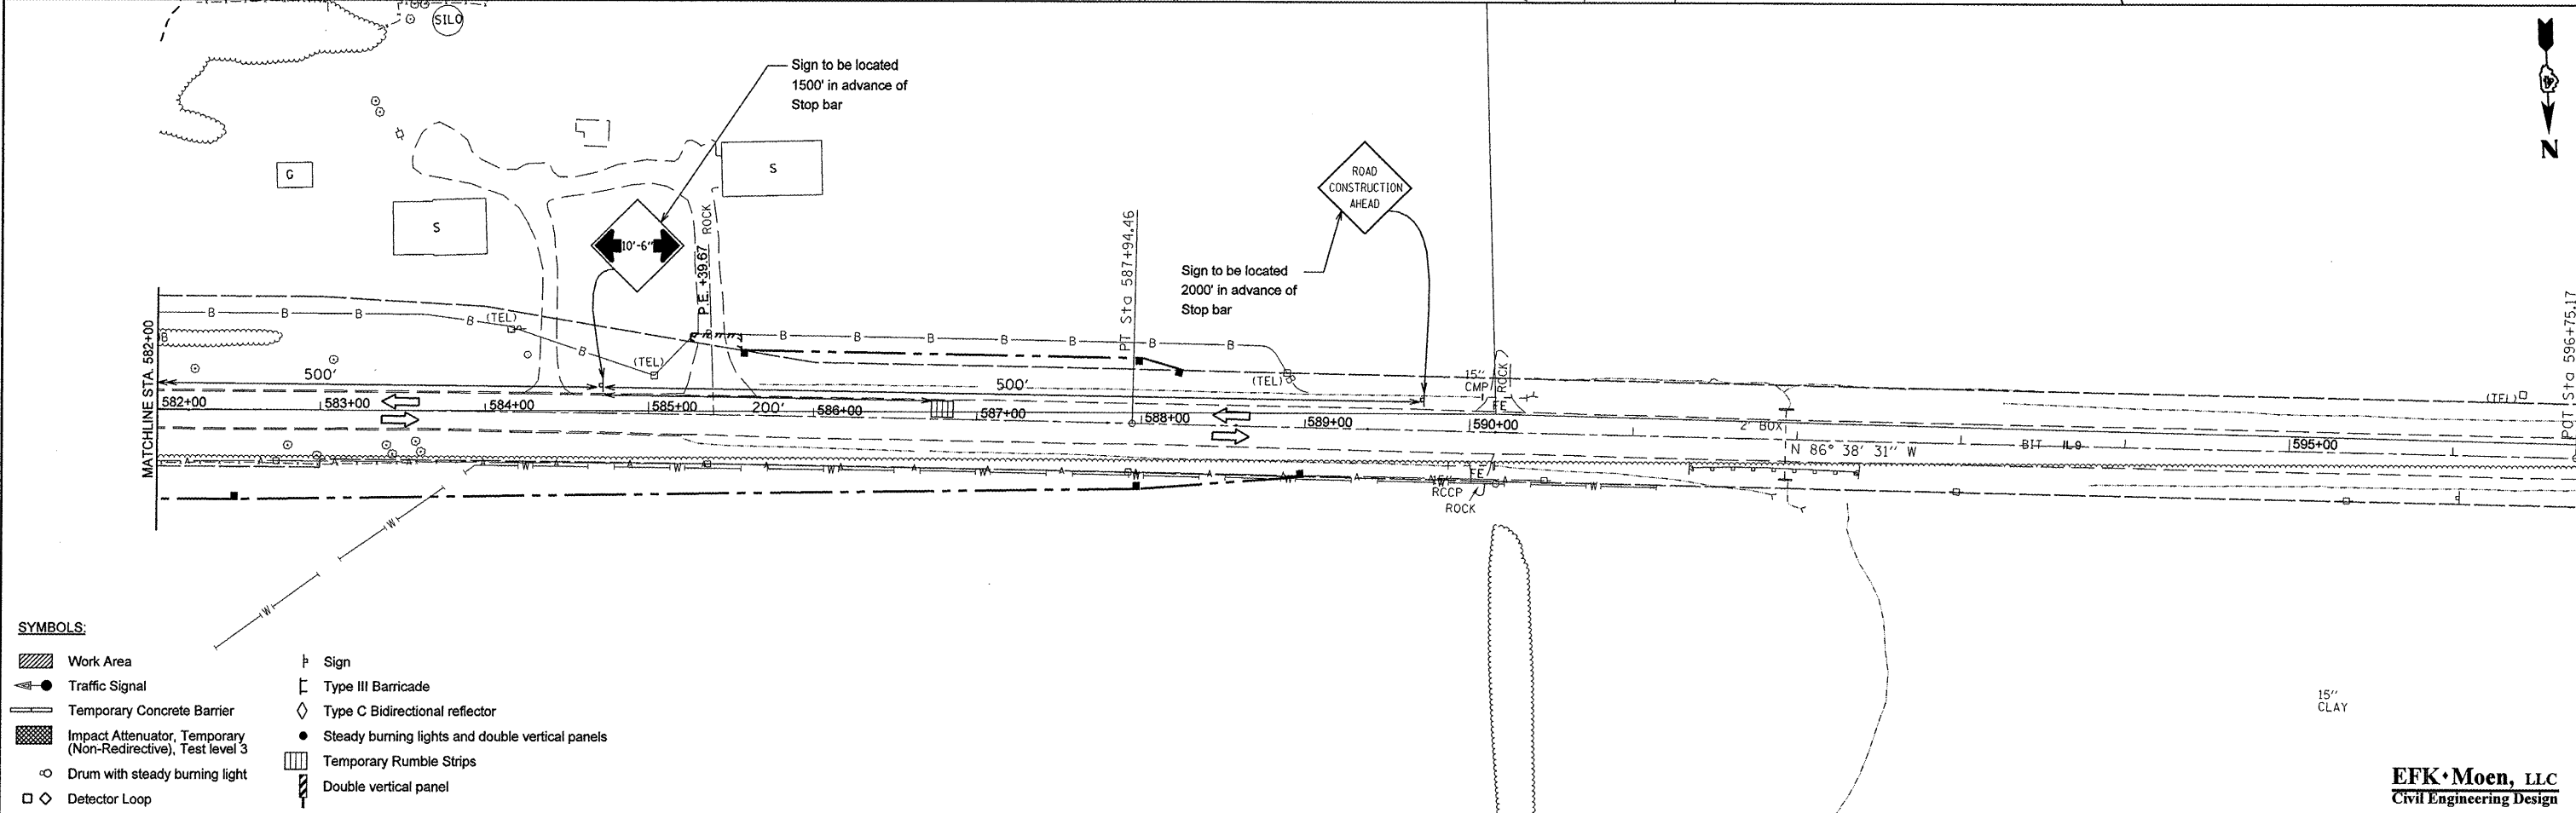 SILO
Sign to be located
1500' in advance of
Stop bar
G
S
S
10'-6"
ROCK
P.E. +39.67
ROAD
CONSTRUCTION
AHEAD
Sign to be located
2000' in advance of
Stop bar
PT Sta 587+94.46
N
POT Sta 596+75.17
MATCHLINE STA. 582+00
B B B B B B B B B B B B B
(TEL)
(TEL)
(TEL)
(TEL)
500'
500'
200'
15"
CMP
ROCK
FE
582+00 583+00 584+00 585+00 586+00 587+00 588+00 589+00 590+00 595+00
2' BOX
BIT IL 9
N 86° 38' 31" W
A A A A A A A A
W W W W W W
FE
RCCP
ROCK
W
W
15"
CLAY
SYMBOLS:
Work Area
Traffic Signal
Temporary Concrete Barrier
Impact Attenuator, Temporary
(Non-Redirective), Test level 3
Drum with steady burning light
Detector Loop
Sign
Type III Barricade
Type C Bidirectional reflector
Steady burning lights and double vertical panels
Temporary Rumble Strips
Double vertical panel
EFK•Moen, LLC
Civil Engineering Design